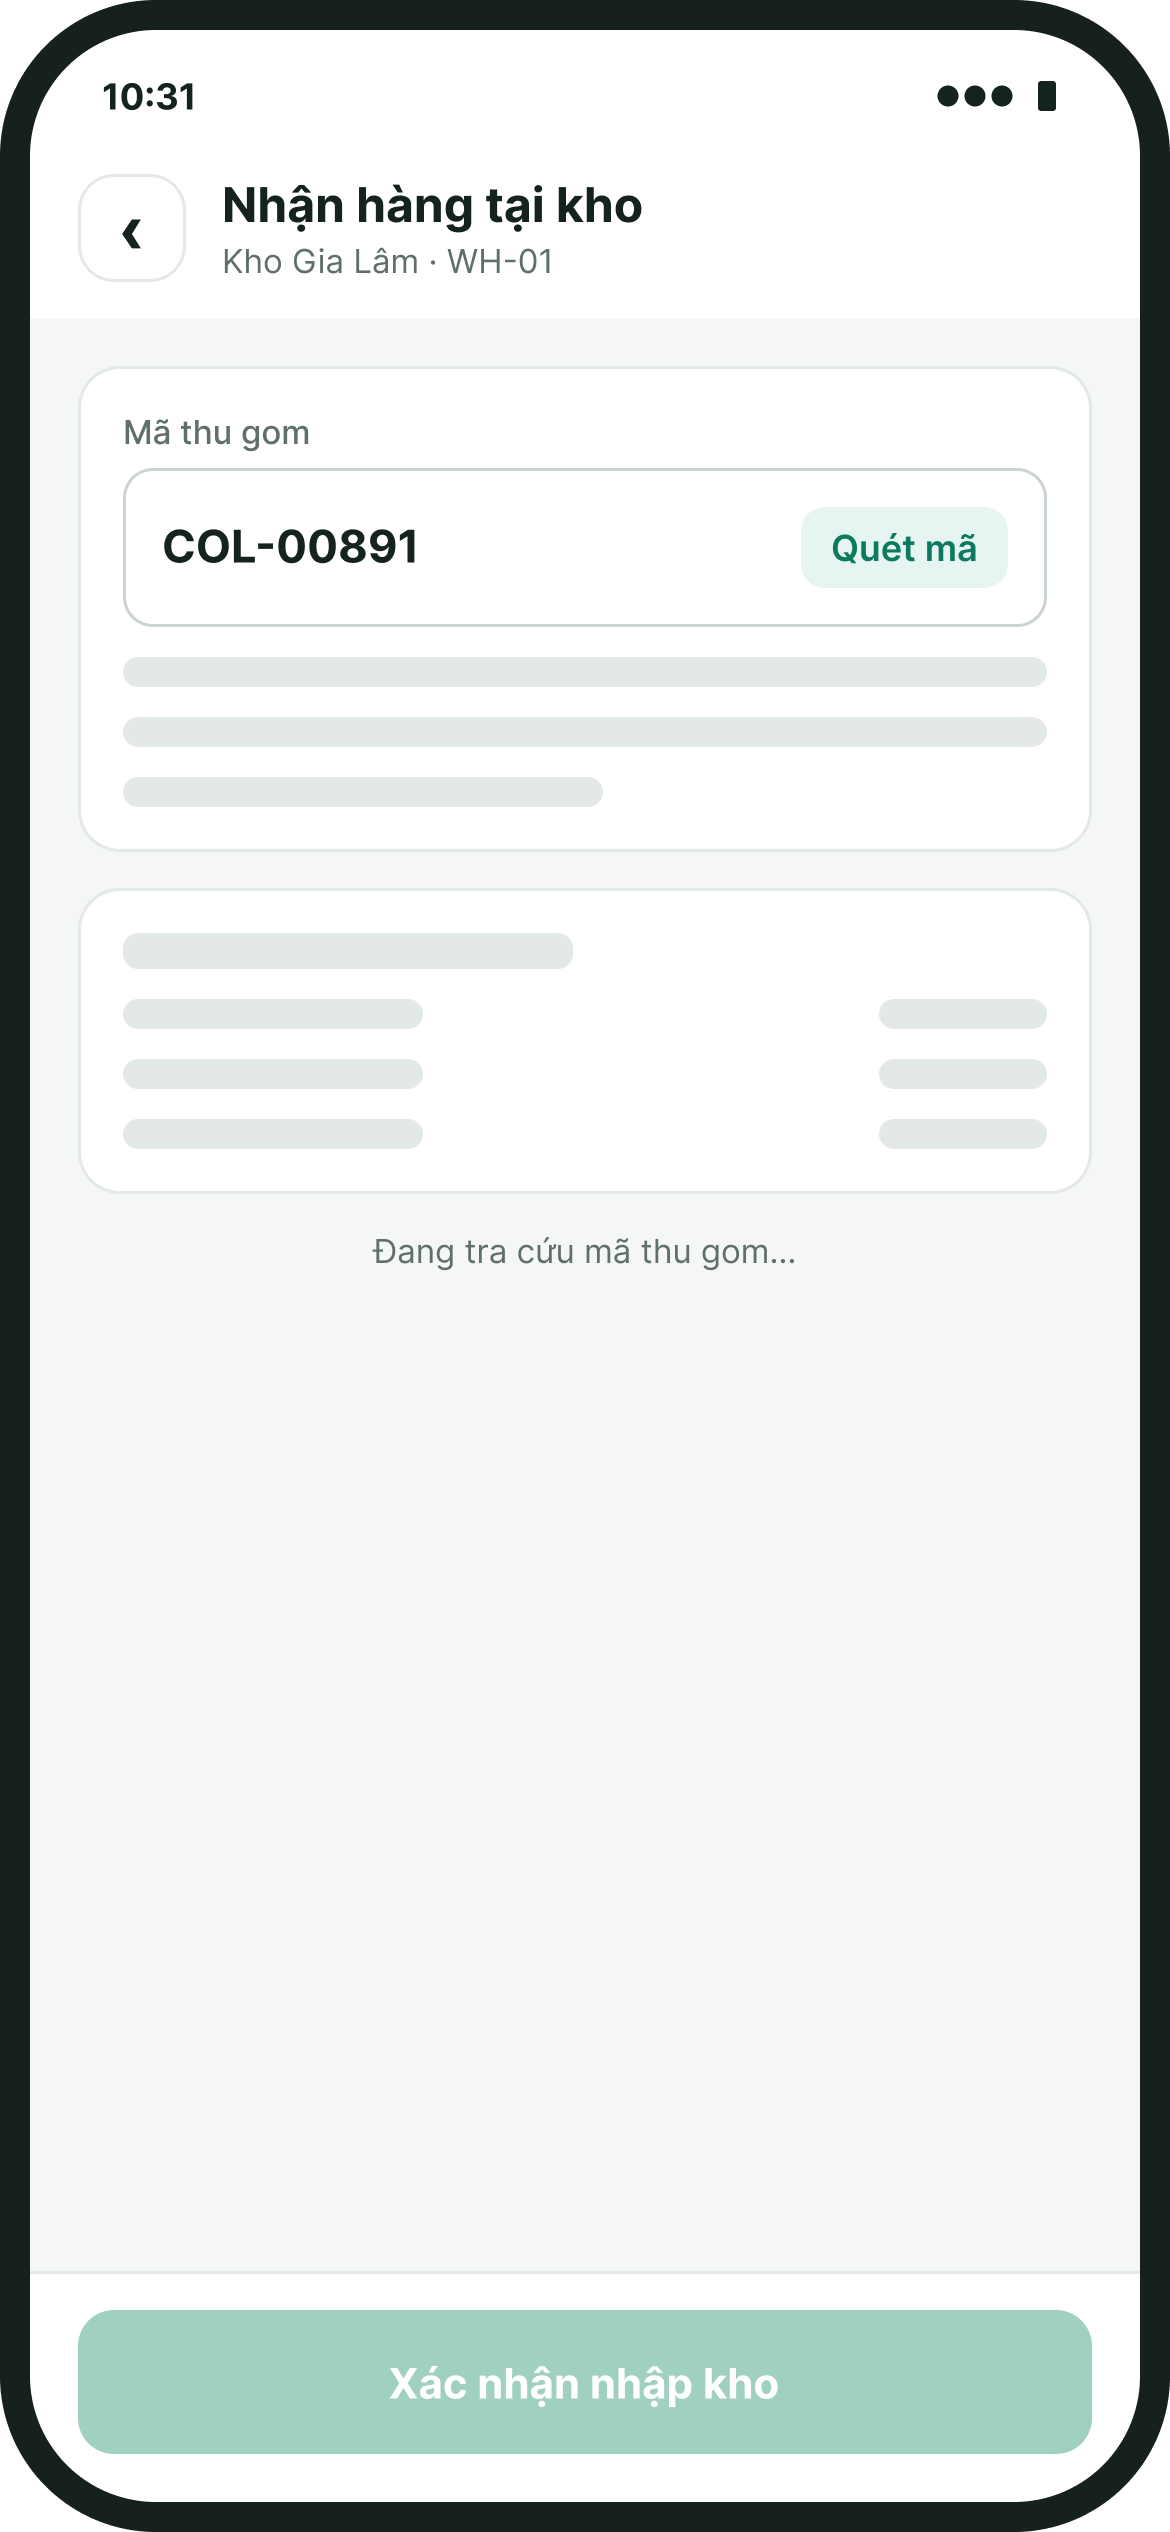 10:31
Nhận hàng tại kho
Kho Gia Lâm · WH-01
Mã thu gom
COL-00891
Quét mã
Đang tra cứu mã thu gom...
Xác nhận nhập kho